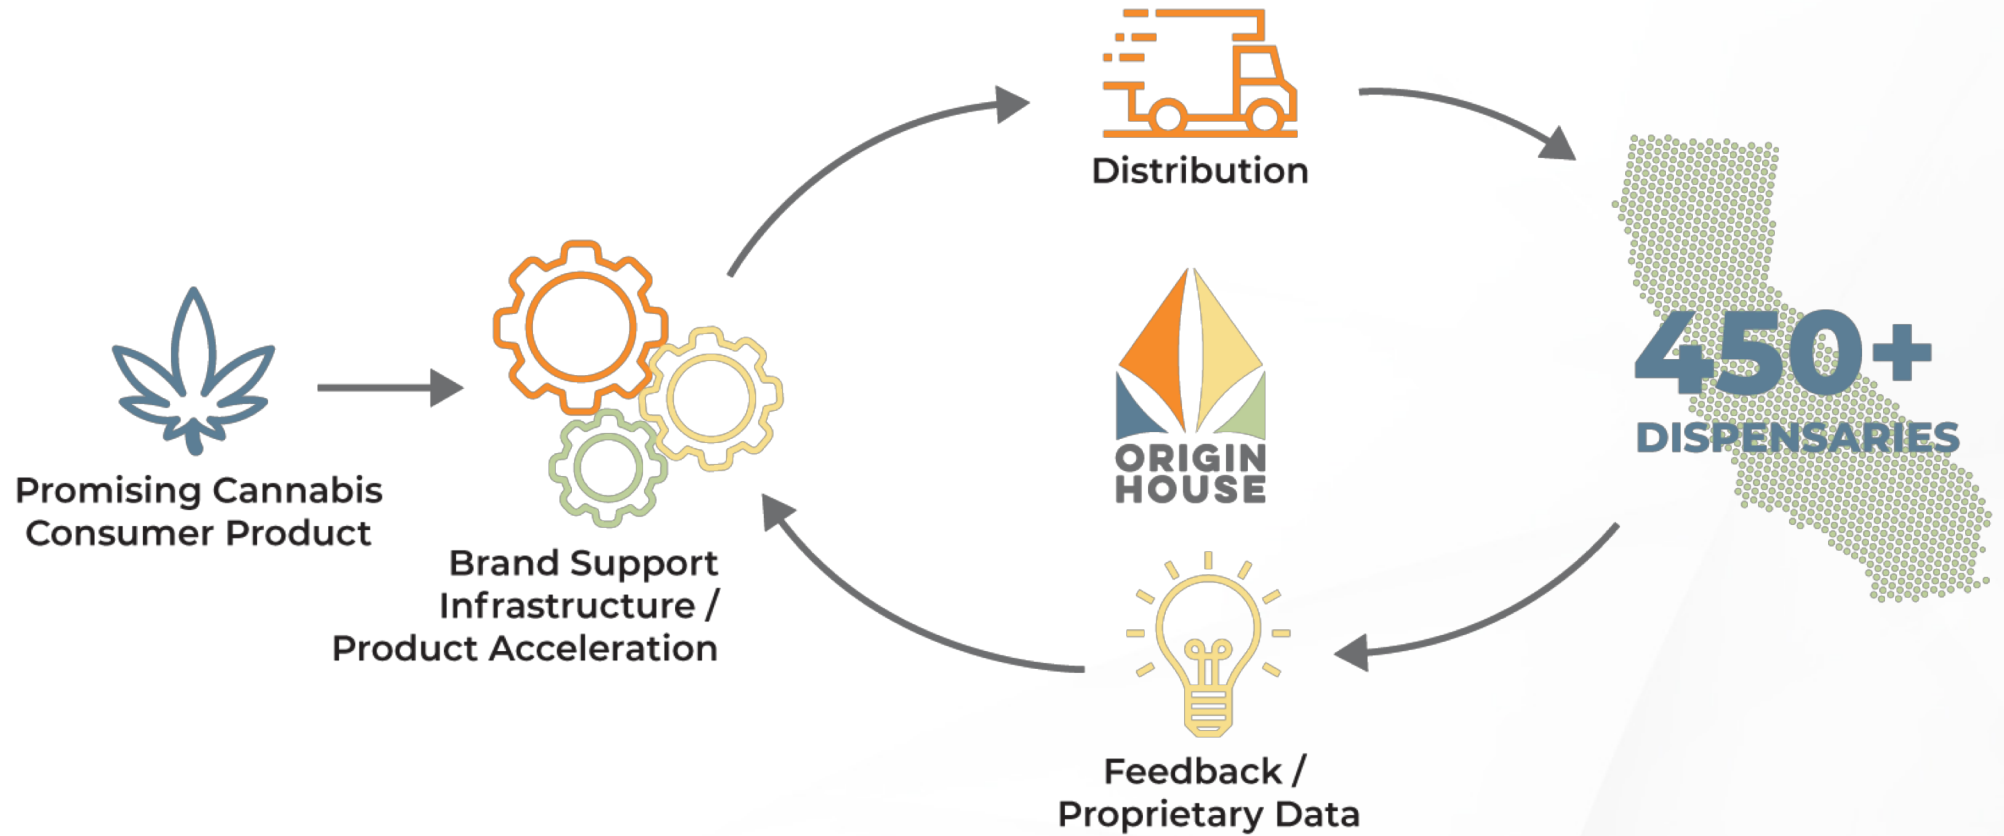 Distribution
450+
DISPENSARIES
ORIGIN
HOUSE
Promising Cannabis
Consumer Product
Brand Support
Infrastructure /
Product Acceleration
Feedback /
Proprietary Data